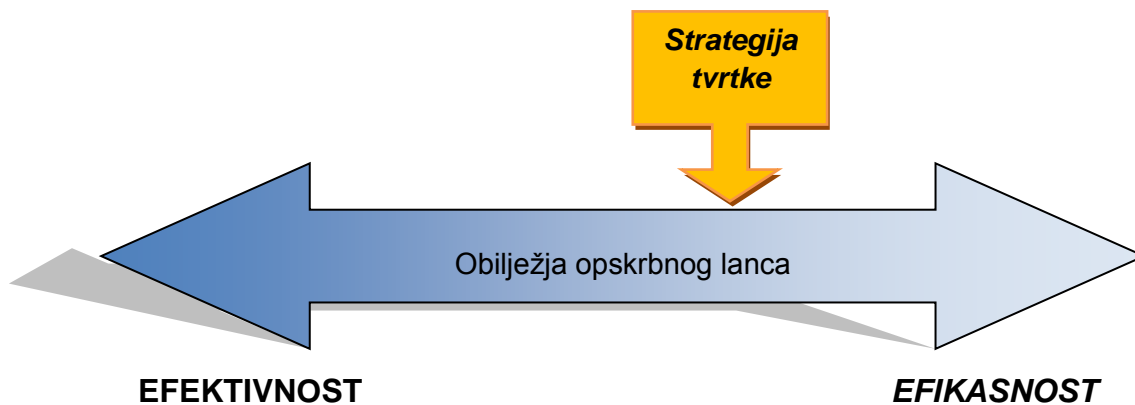 Strategija
tvrtke
Obilježja opskrbnog lanca
EFEKTIVNOST
EFIKASNOST